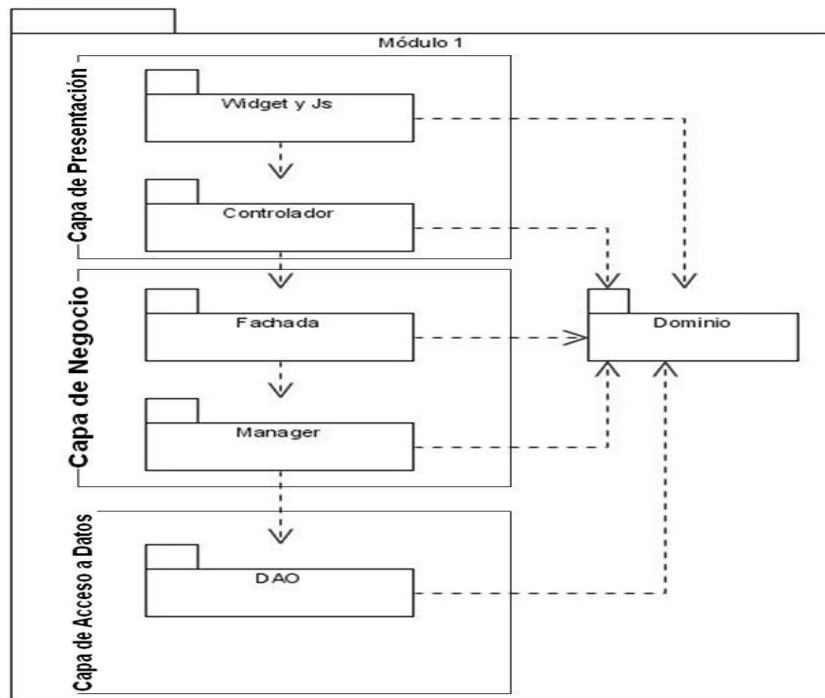 Módulo 1
Capa de Presentación
Widget y Js
Controlador
Capa de Negocio
Fachada
Dominio
Manager
Capa de Acceso a Datos
DAO